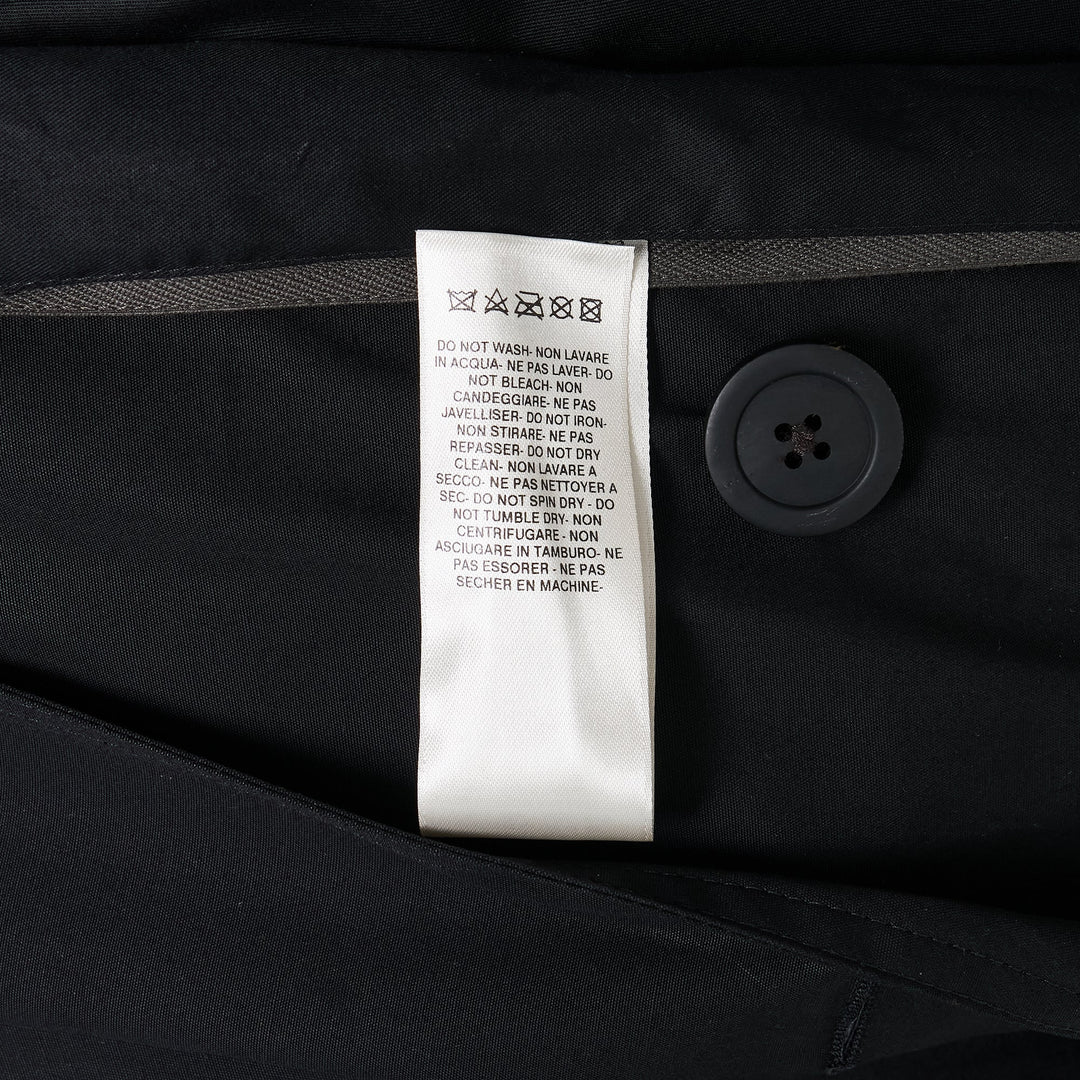 DO NOT WASH- NON LAVARE
IN ACQUA- NE PAS LAVER- DO
NOT BLEACH- NON
CANDEGGIARE- NE PAS
JAVELLISER- DO NOT IRON-
NON STIRARE- NE PAS
REPASSER- DO NOT DRY
CLEAN- NON LAVARE A
SECCO- NE PAS NETTOYER A
SEC- DO NOT SPIN DRY - DO
NOT TUMBLE DRY- NON
CENTRIFUGARE - NON
ASCIUGARE IN TAMBURO- NE
PAS ESSORER - NE PAS
SECHER EN MACHINE-